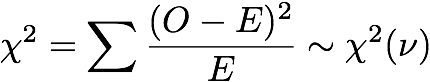 χ² = ∑ (O − E)² / E ∼ χ²(ν)